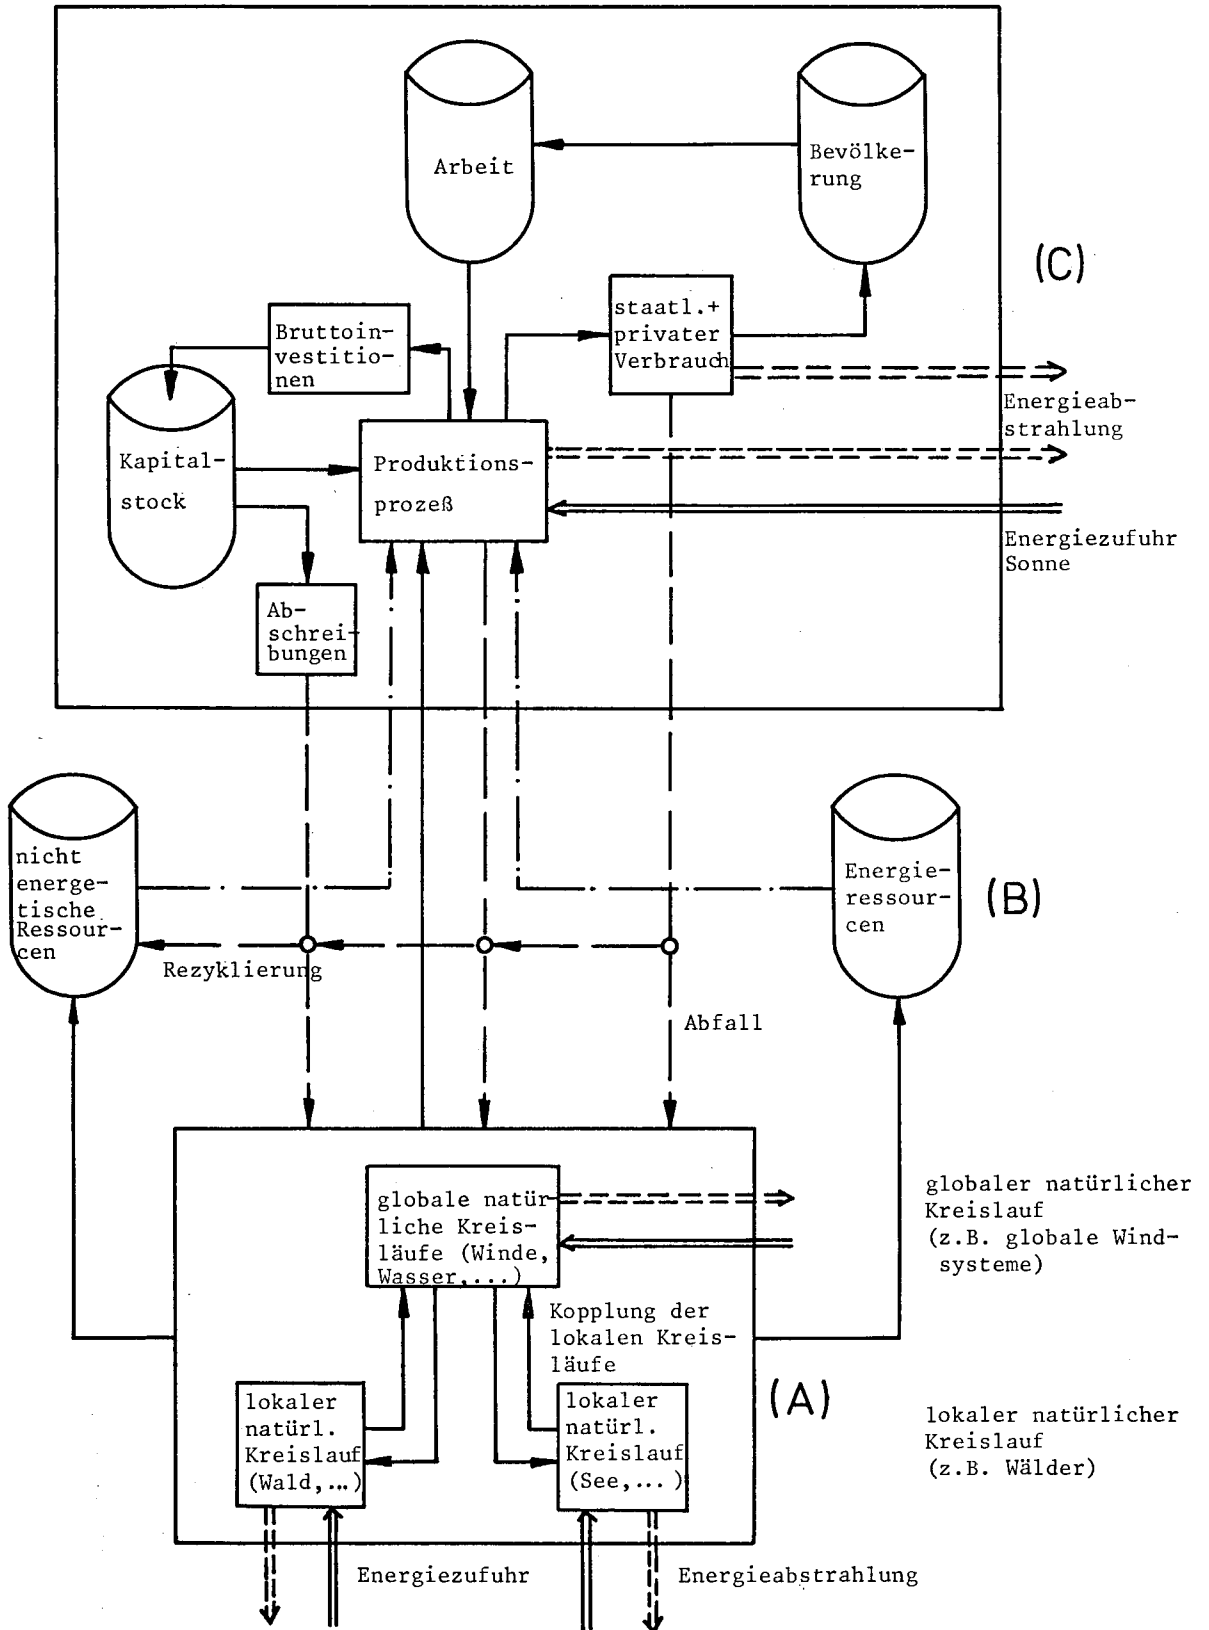 Arbeit
Bevölke-
rung
(C)
staatl.+
privater
Verbrauch
Bruttoin-
vestitio-
nen
Energieab-
strahlung
Kapital-
stock
Produktions-
prozeß
Energiezufuhr
Sonne
Ab-
schrei-
bungen
nicht
energe-
tische
Ressour-
cen
Energie-
ressour-
cen
(B)
Rezyklierung
Abfall
globale natür-
liche Kreis-
läufe (Winde,
Wasser,...)
globaler natürlicher
Kreislauf
(z.B. globale Wind-
systeme)
Kopplung der
lokalen Kreis-
läufe
(A)
lokaler
natürl.
Kreislauf
(Wald,...)
lokaler
natürl.
Kreislauf
(See,...)
lokaler natürlicher
Kreislauf
(z.B. Wälder)
Energiezufuhr
Energieabstrahlung